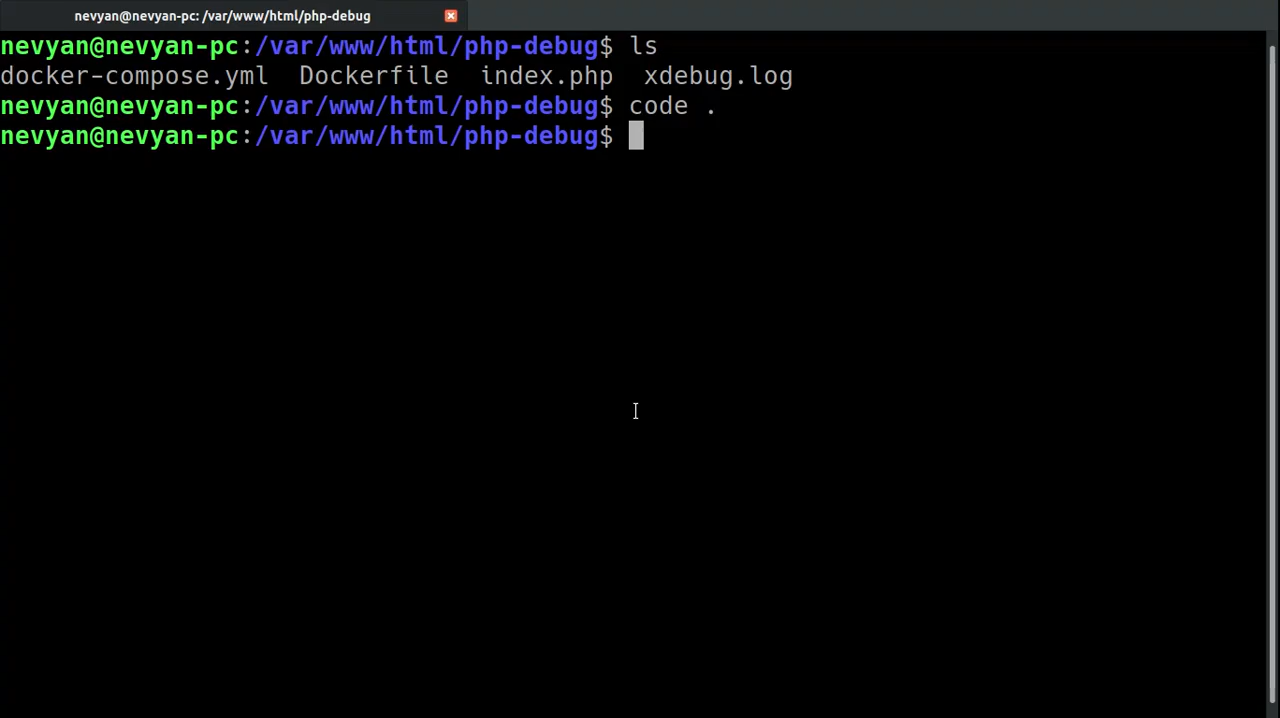 nevyan@nevyan-pc: /var/www/html/php-debug
nevyan@nevyan-pc:/var/www/html/php-debug$ ls
docker-compose.yml  Dockerfile  index.php  xdebug.log
nevyan@nevyan-pc:/var/www/html/php-debug$ code .
nevyan@nevyan-pc:/var/www/html/php-debug$